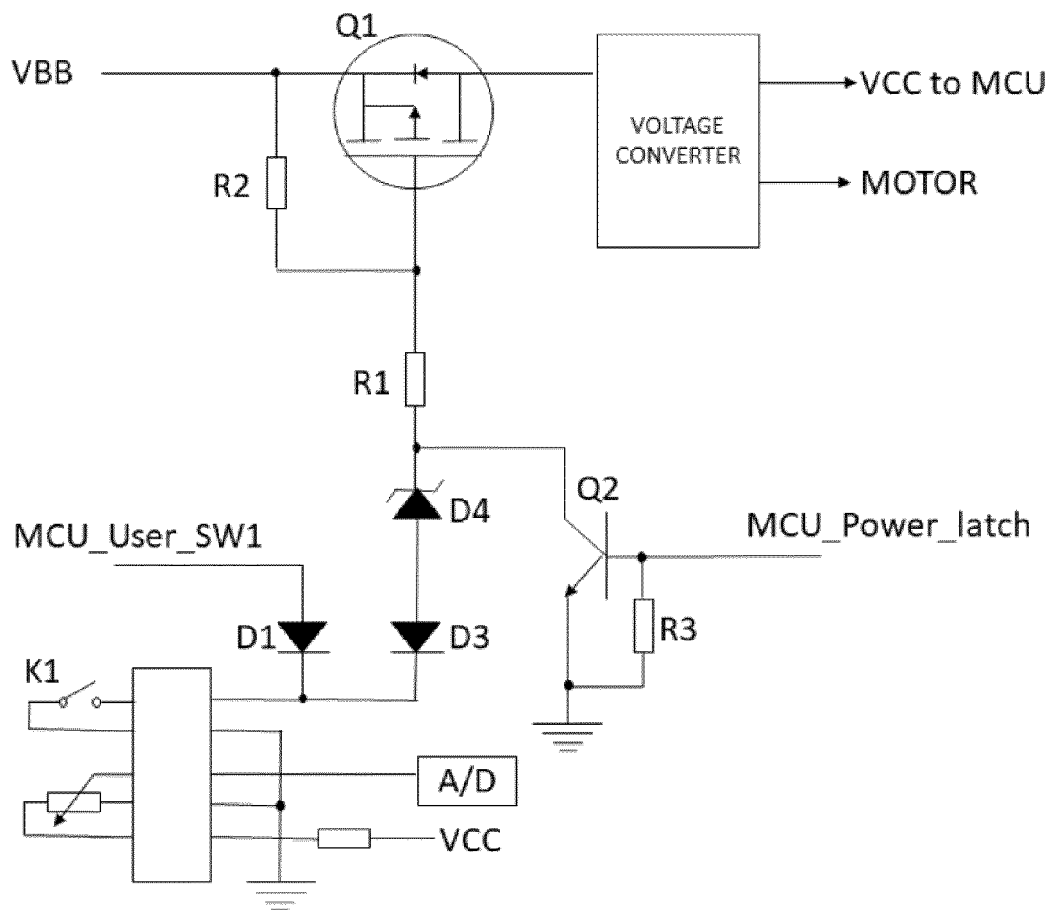 Q1
VBB
VCC to MCU
VOLTAGE
CONVERTER
MOTOR
R2
R1
Q2
D4
MCU_Power_latch
MCU_User_SW1
D1
D3
R3
K1
A/D
VCC